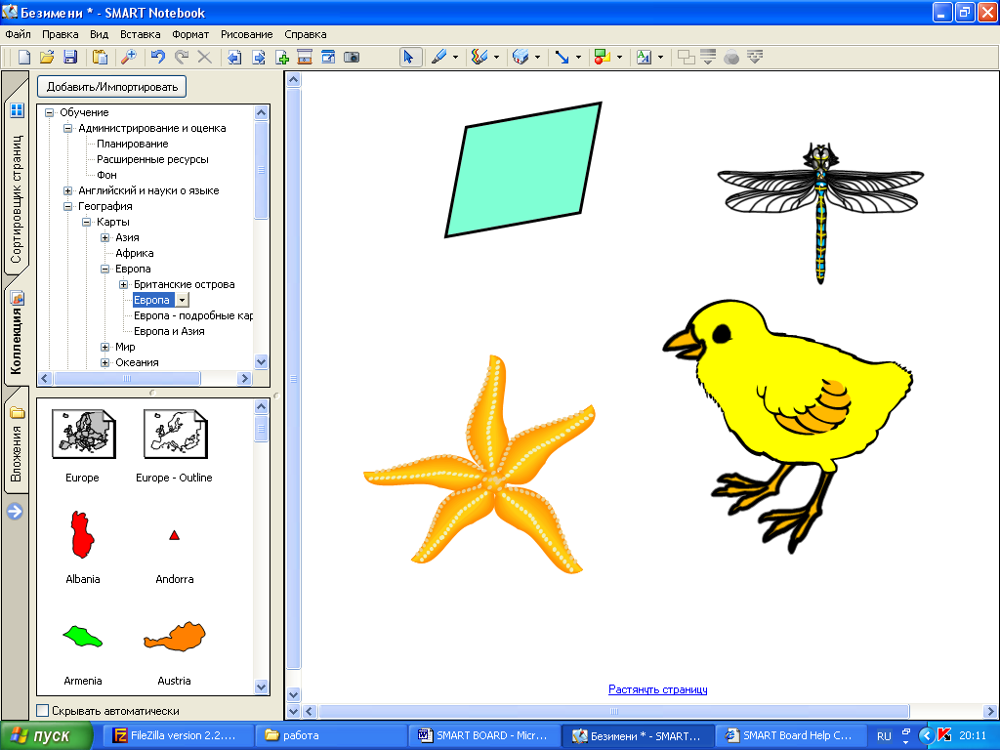 Безимени * - SMART Notebook
Файл Правка Вид Вставка Формат Рисование Справка
Добавить/Импортировать
Обучение
Администрирование и оценка
Планирование
Расширенные ресурсы
Фон
Английский и науки о языке
География
Карты
Азия
Африка
Европа
Британские острова
Европа
Европа - подробные кар
Европа и Азия
Мир
Океания
Сортировщик страниц
Коллекция
Вложения
Europe Europe - Outline
Albania Andorra
Armenia Austria
Скрывать автоматически
Растянуть страницу
пуск FileZilla version 2.2.... работа SMART BOARD - Micr... Безимени * - SMART... SMART Board Help C... RU 20:11